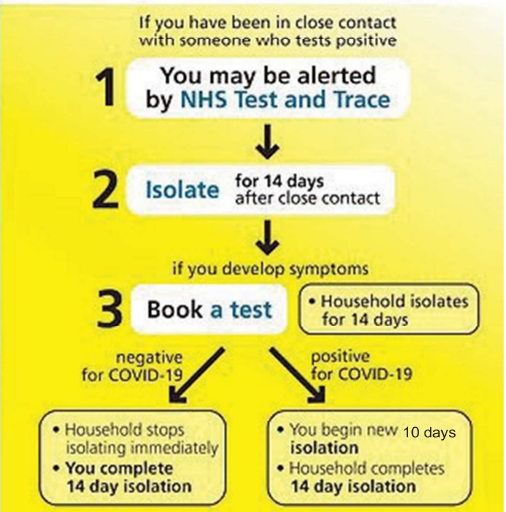 If you have been in close contact
with someone who tests positive
1
You may be alerted
by NHS Test and Trace
2
Isolate for 14 days
after close contact
if you develop symptoms
3
Book a test
• Household isolates
for 14 days
negative
for COVID-19
positive
for COVID-19
• Household stops
isolating immediately
• You complete
14 day isolation
• You begin new 10 days
isolation
• Household completes
14 day isolation